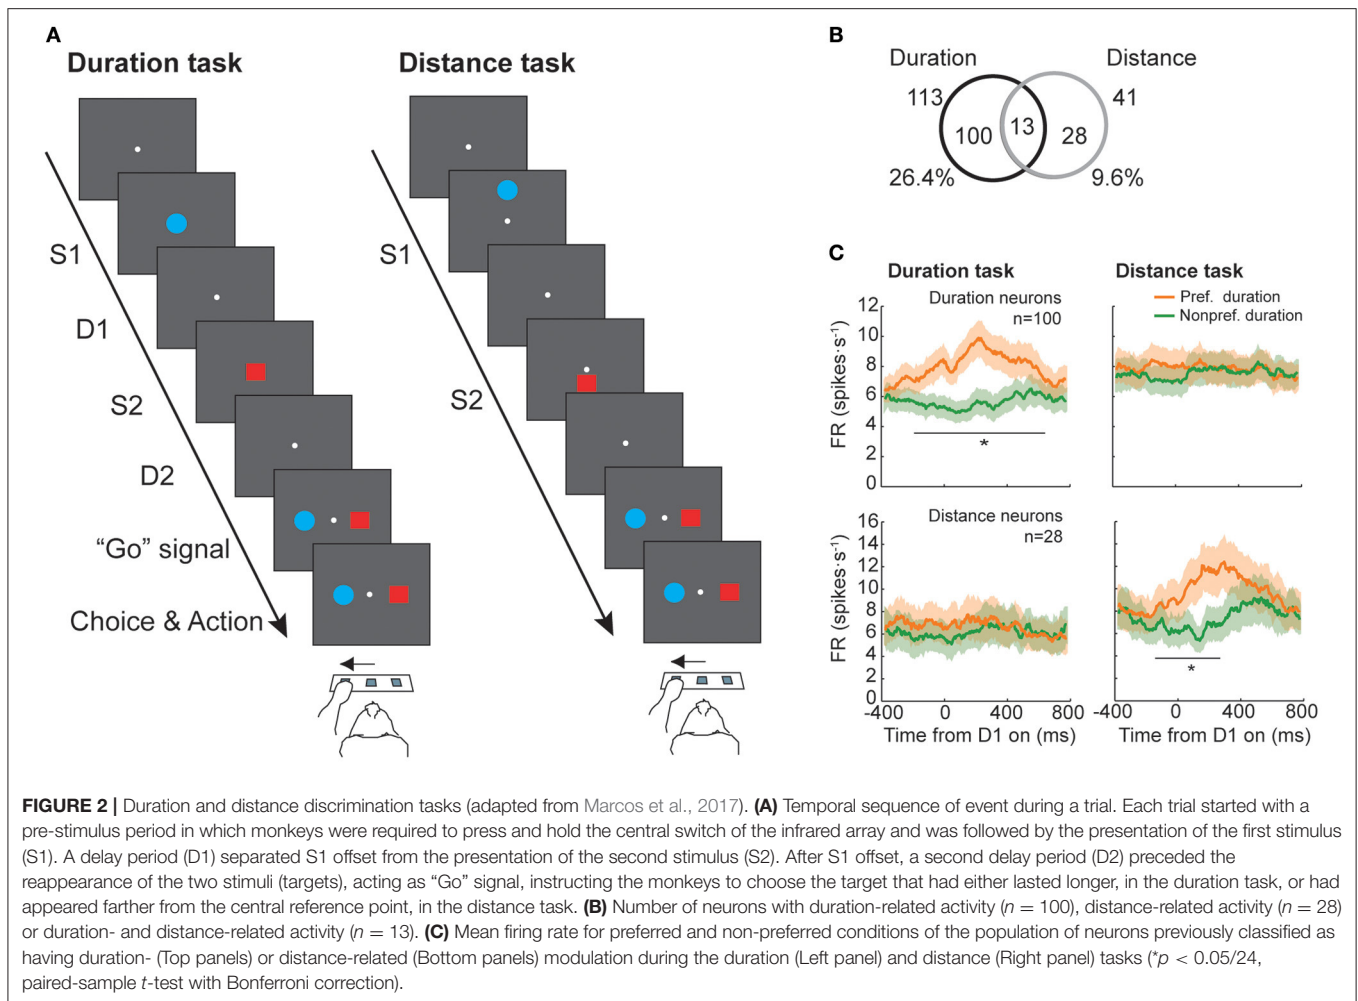 A
Duration task
Distance task
S1
D1
S2
D2
“Go” signal
Choice & Action
S1
S2
B
Duration
Distance
113
41
100
13
28
26.4%
9.6%
C
Duration task
Distance task
Duration neurons
n=100
Pref. duration
Nonpref. duration
12
10
8
6
4
2
0
FR (spikes·s-1)
*
Distance neurons
n=28
16
14
12
10
8
6
4
2
0
FR (spikes·s-1)
*
-400 0 400 800
-400 0 400 800
Time from D1 on (ms)
Time from D1 on (ms)
FIGURE 2 | Duration and distance discrimination tasks (adapted from Marcos et al., 2017). (A) Temporal sequence of event during a trial. Each trial started with a
pre-stimulus period in which monkeys were required to press and hold the central switch of the infrared array and was followed by the presentation of the first stimulus
(S1). A delay period (D1) separated S1 offset from the presentation of the second stimulus (S2). After S1 offset, a second delay period (D2) preceded the
reappearance of the two stimuli (targets), acting as “Go” signal, instructing the monkeys to choose the target that had either lasted longer, in the duration task, or had
appeared farther from the central reference point, in the distance task. (B) Number of neurons with duration-related activity (n = 100), distance-related activity (n = 28)
or duration- and distance-related activity (n = 13). (C) Mean firing rate for preferred and non-preferred conditions of the population of neurons previously classified as
having duration- (Top panels) or distance-related (Bottom panels) modulation during the duration (Left panel) and distance (Right panel) tasks (*p < 0.05/24,
paired-sample t-test with Bonferroni correction).